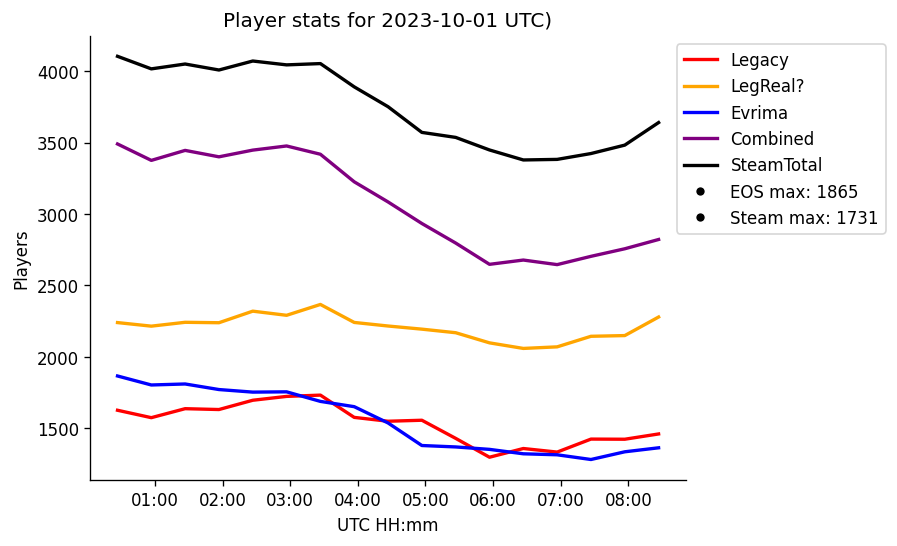 Player stats for 2023-10-01 UTC)
4000
3500
3000
2500
2000
1500
Players
01:00 02:00 03:00 04:00 05:00 06:00 07:00 08:00
UTC HH:mm
Legacy
LegReal?
Evrima
Combined
SteamTotal
EOS max: 1865
Steam max: 1731